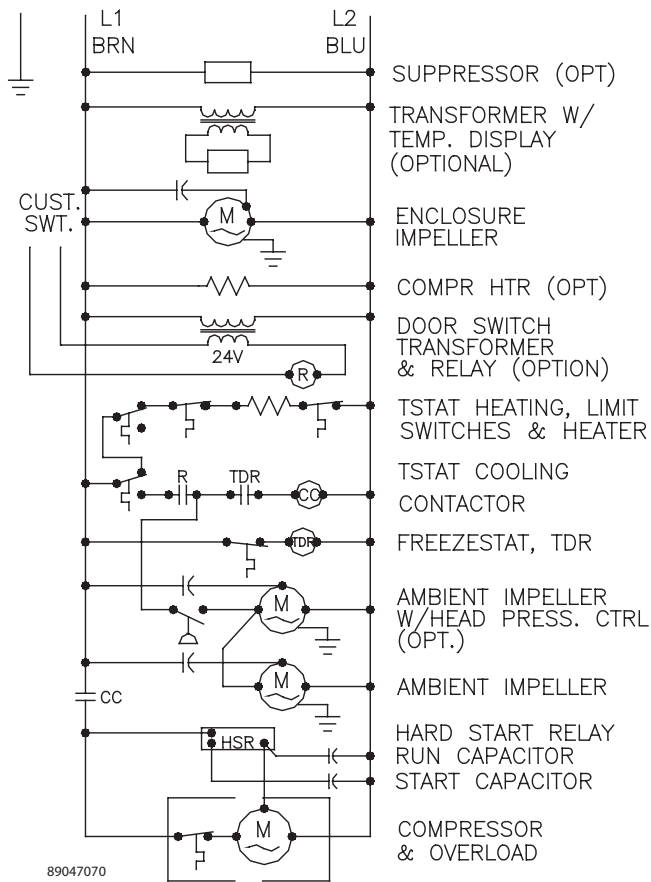 L1
L2
BRN
BLU
SUPPRESSOR (OPT)
TRANSFORMER W/
TEMP. DISPLAY
(OPTIONAL)
CUST.
SWT.
M
ENCLOSURE
IMPELLER
COMPR HTR (OPT)
24V
R
DOOR SWITCH
TRANSFORMER
& RELAY (OPTION)
TSTAT HEATING, LIMIT
SWITCHES & HEATER
R
TDR
CC
TSTAT COOLING
CONTACTOR
TDR
FREEZESTAT, TDR
M
AMBIENT IMPELLER
W/HEAD PRESS. CTRL
(OPT.)
M
AMBIENT IMPELLER
CC
HSR
HARD START RELAY
RUN CAPACITOR
START CAPACITOR
M
COMPRESSOR
& OVERLOAD
89047070